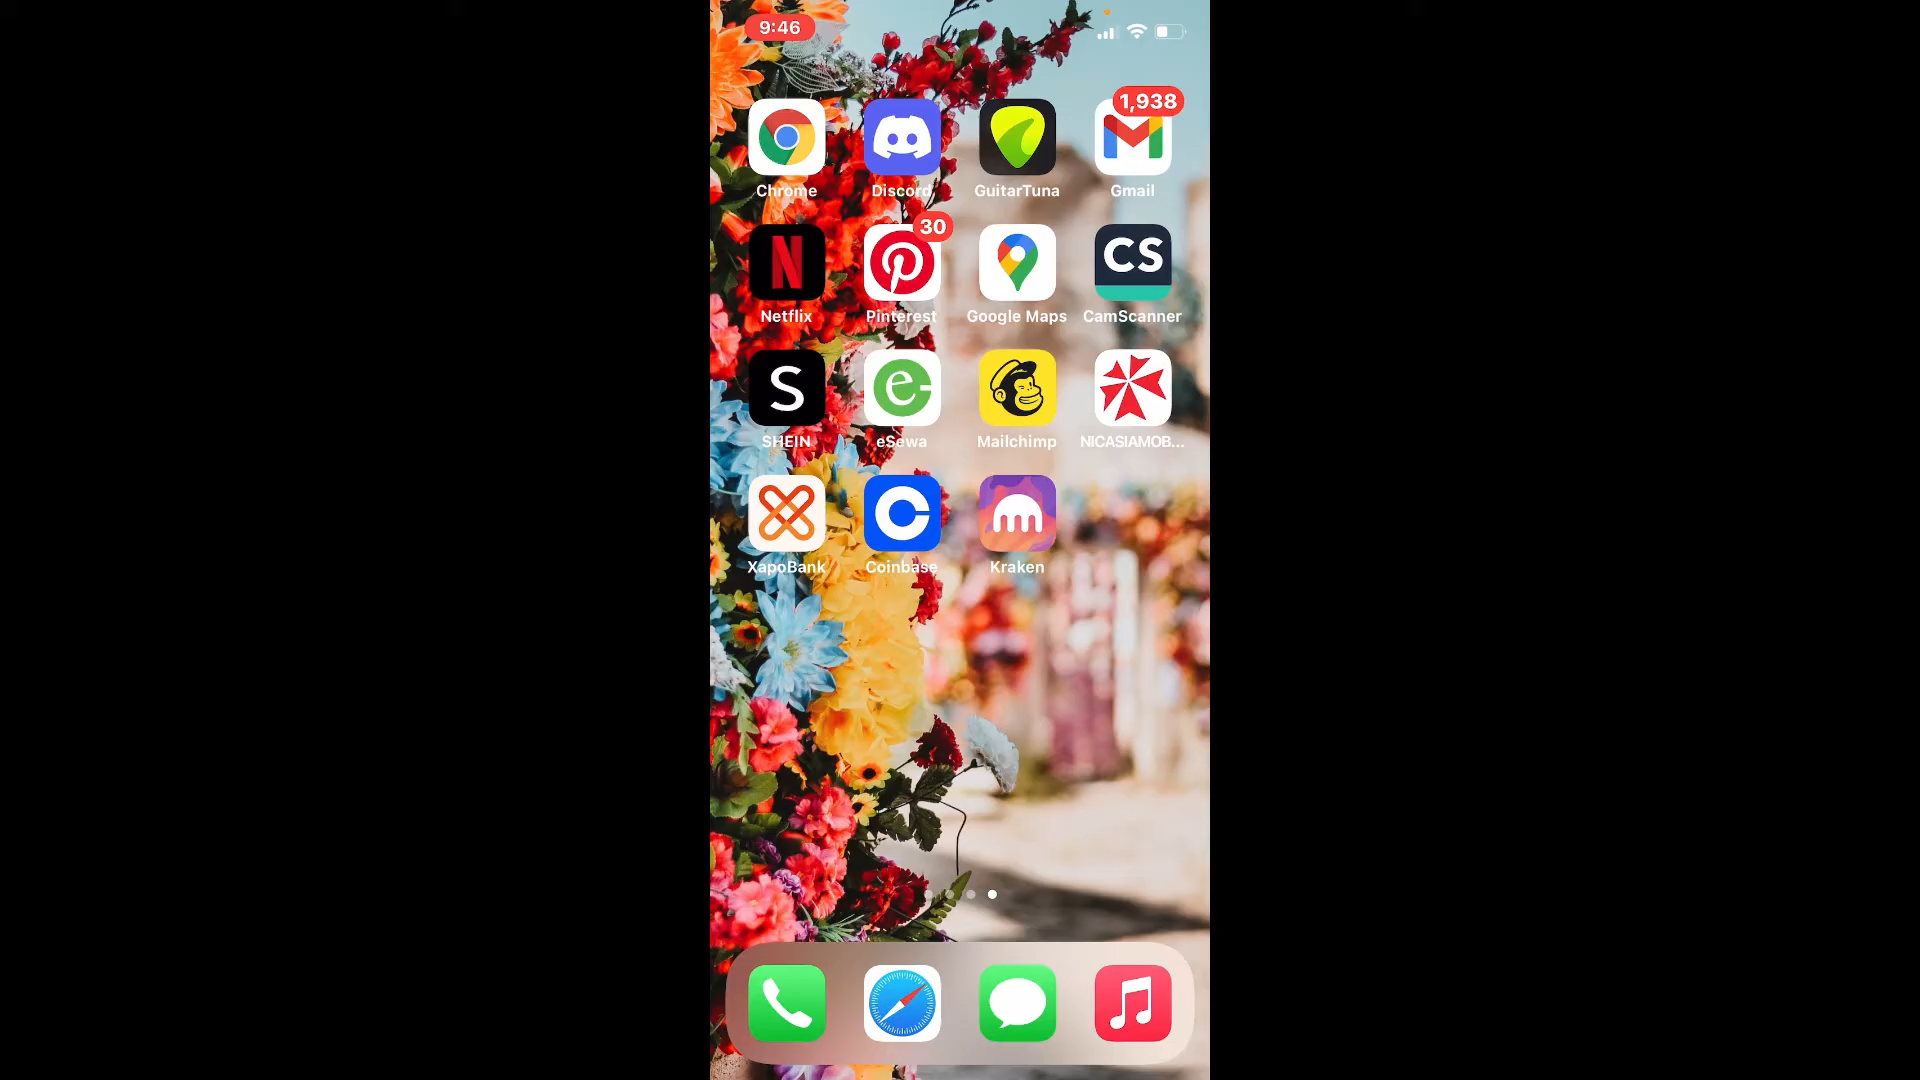 9:46
1,938
Chrome Discord GuitarTuna Gmail
30
N CS
Netflix Pinterest Google Maps CamScanner
S e
SHEIN eSewa Mailchimp NICASIAMOB...
XapoBank Coinbase Kraken